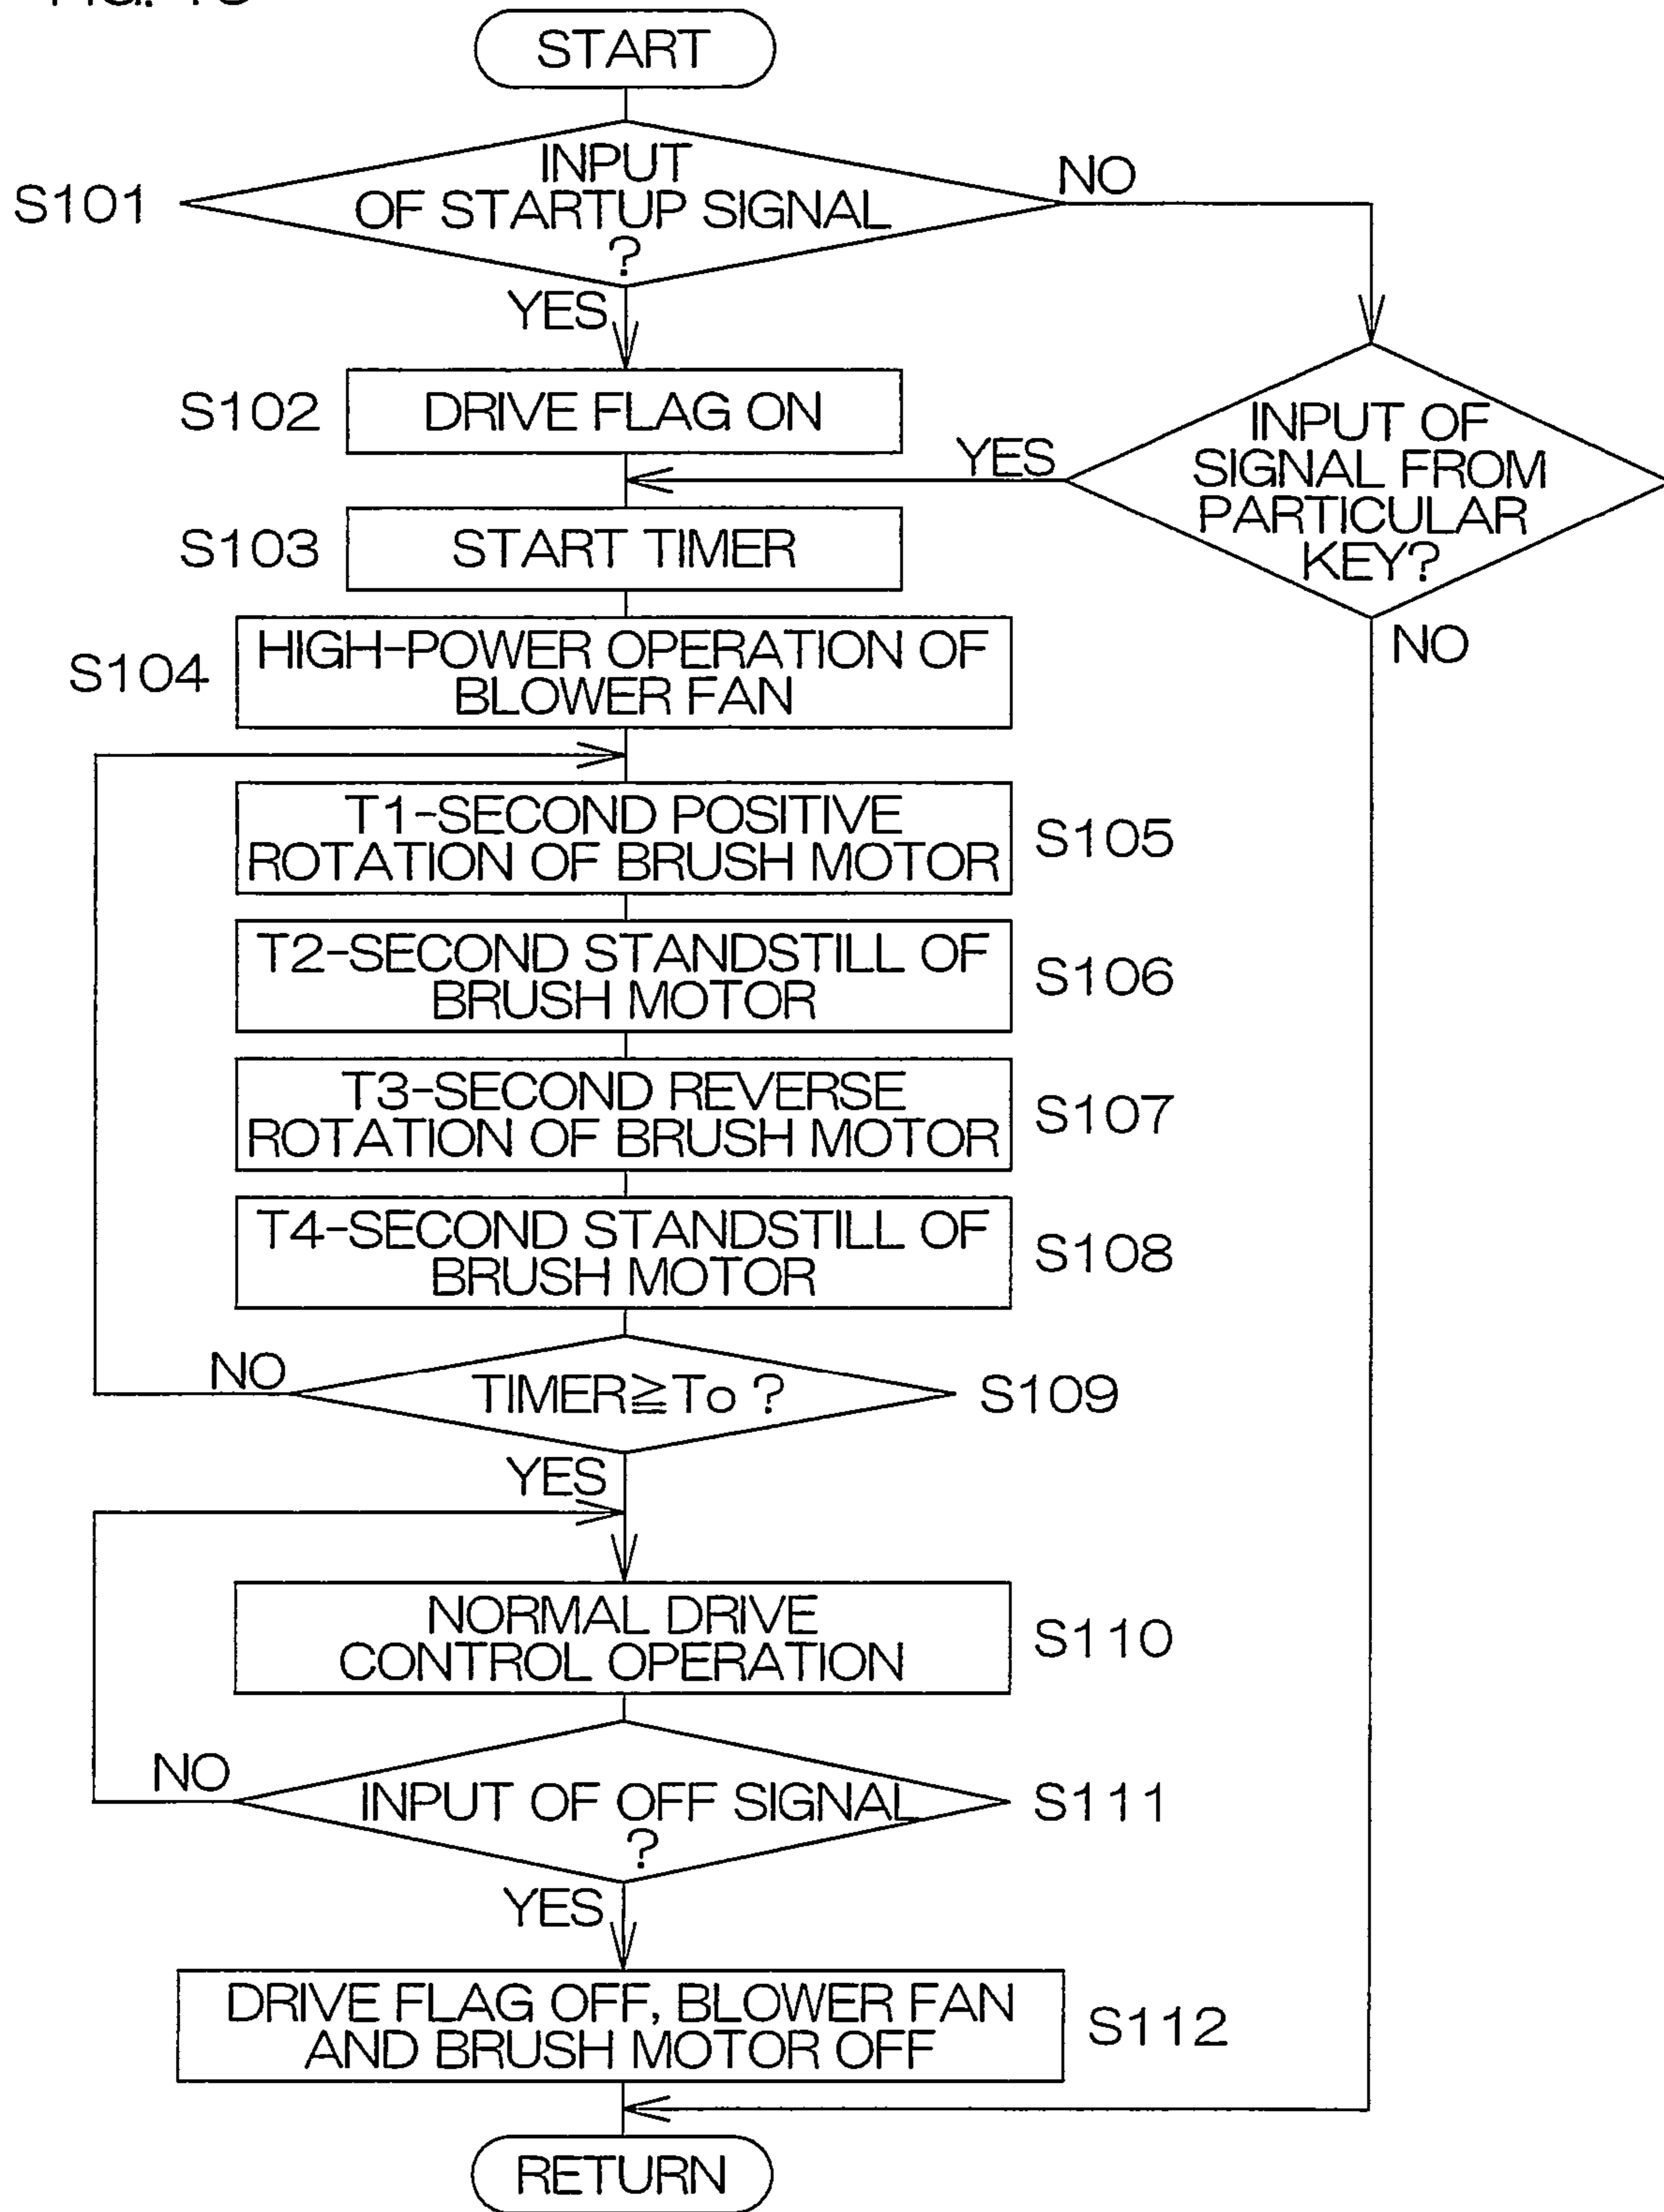 START
S101
INPUT
OF STARTUP SIGNAL
?
NO
YES
S102
DRIVE FLAG ON
YES
INPUT OF
SIGNAL FROM
PARTICULAR
KEY?
NO
S103
START TIMER
S104
HIGH-POWER OPERATION OF
BLOWER FAN
T1-SECOND POSITIVE
ROTATION OF BRUSH MOTOR
S105
T2-SECOND STANDSTILL OF
BRUSH MOTOR
S106
T3-SECOND REVERSE
ROTATION OF BRUSH MOTOR
S107
T4-SECOND STANDSTILL OF
BRUSH MOTOR
S108
NO
TIMER≧To ?
S109
YES
NORMAL DRIVE
CONTROL OPERATION
S110
NO
INPUT OF OFF SIGNAL
?
S111
YES
DRIVE FLAG OFF, BLOWER FAN
AND BRUSH MOTOR OFF
S112
RETURN